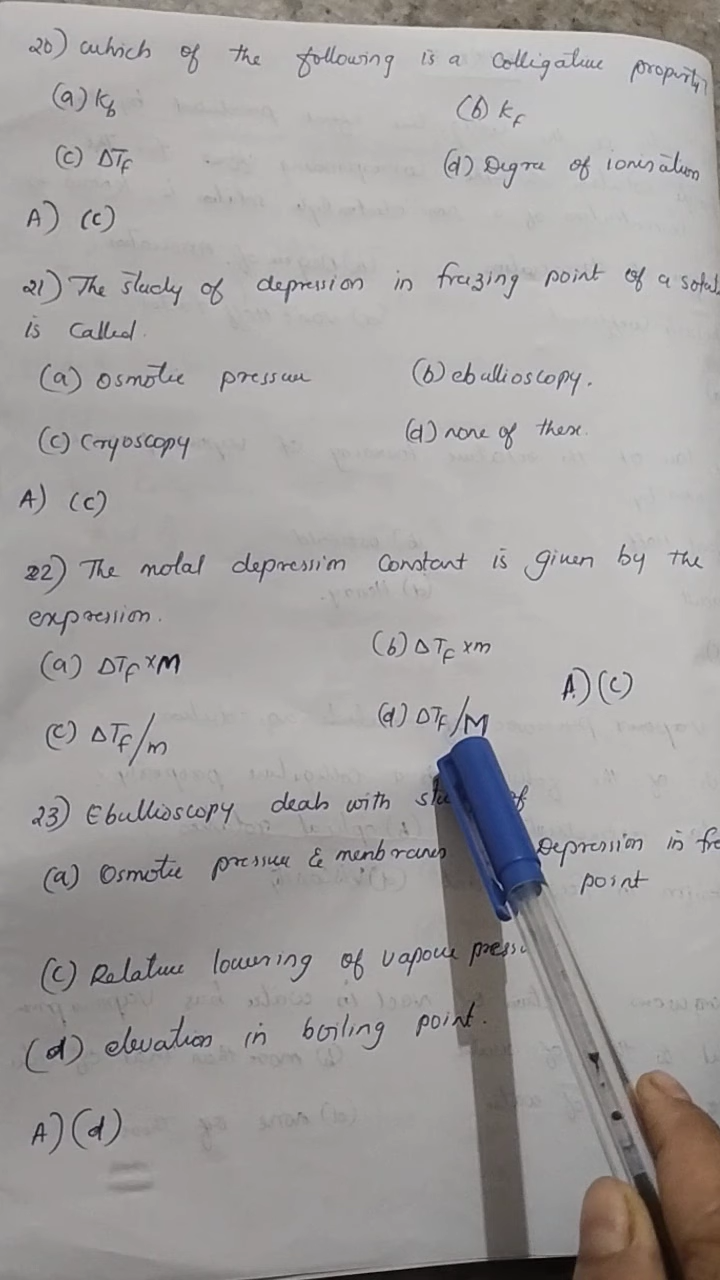 20) which of the following is a colligative property?
(a) Kb (b) Kf
(c) ΔTf (d) Degree of ionisation
A) (c)
21) The study of depression in frazing point of a
is called.
(a) osmotic pressure (b) ebullioscopy.
(c) Cryoscopy (d) none of these.
A) (c)
22) The molal depression constant is given by the
expression.
(a) ΔTf × M (b) ΔTf × m
(c) ΔTf/m (d) ΔTf/M A) (c)
23) Ebullioscopy deals with of
(a) Osmotic pressure & menbranes Depression in
point
(c) Relative lowering of vapour
(d) elevation in boiling point.
A) (d)